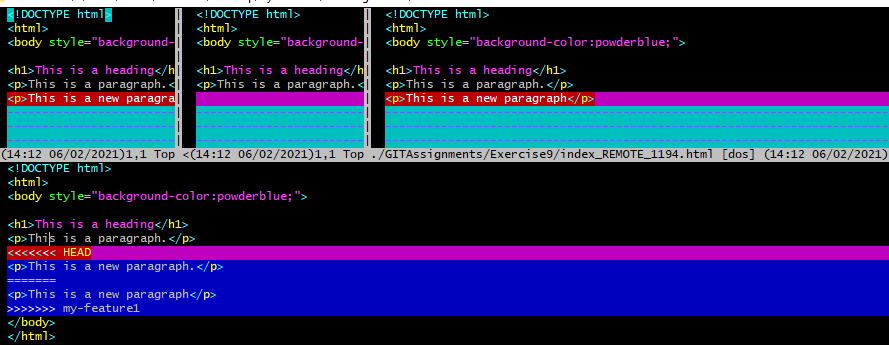 <!DOCTYPE html>
<html>
<body style="background-
<h1>This is a heading</h
<p>This is a paragraph.<
<p>This is a new paragra
<!DOCTYPE html>
<html>
<body style="background-
<h1>This is a heading</h
<p>This is a paragraph.<
<!DOCTYPE html>
<html>
<body style="background-color:powderblue;">
<h1>This is a heading</h1>
<p>This is a paragraph.</p>
<p>This is a new paragraph</p>
(14:12 06/02/2021)1,1 Top <(14:12 06/02/2021)1,1 Top ./GITAssignments/Exercise9/index_REMOTE_1194.html [dos] (14:12 06/02/2021)
<!DOCTYPE html>
<html>
<body style="background-color:powderblue;">
<h1>This is a heading</h1>
<p>This is a paragraph.</p>
<<<<<<< HEAD
<p>This is a new paragraph.</p>
=======
<p>This is a new paragraph</p>
>>>>>>> my-feature1
</body>
</html>